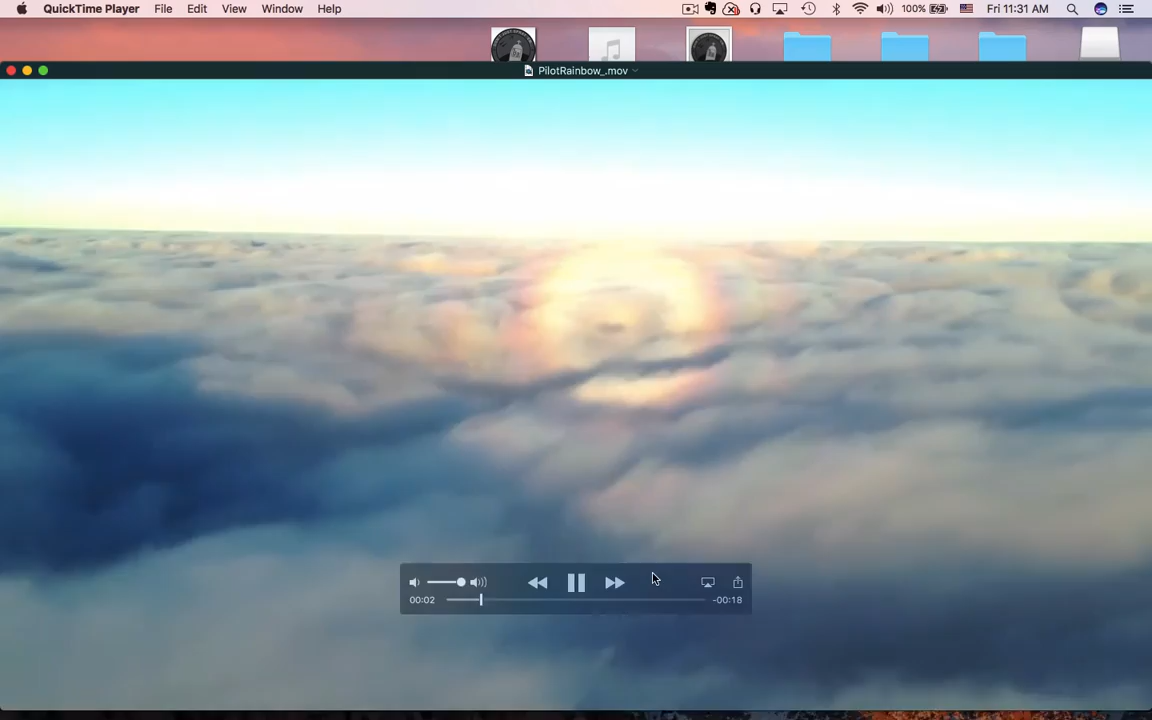 QuickTime Player File Edit View Window Help 100% Fri 11:31 AM
PilotRainbow_.mov
00:02 -00:18